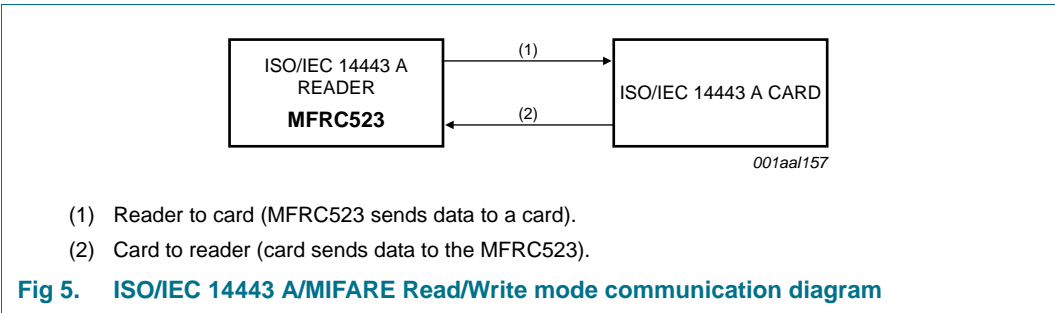 (1)
ISO/IEC 14443 A
READER
MFRC523
ISO/IEC 14443 A CARD
(2)
001aal157
(1) Reader to card (MFRC523 sends data to a card).
(2) Card to reader (card sends data to the MFRC523).
Fig 5. ISO/IEC 14443 A/MIFARE Read/Write mode communication diagram